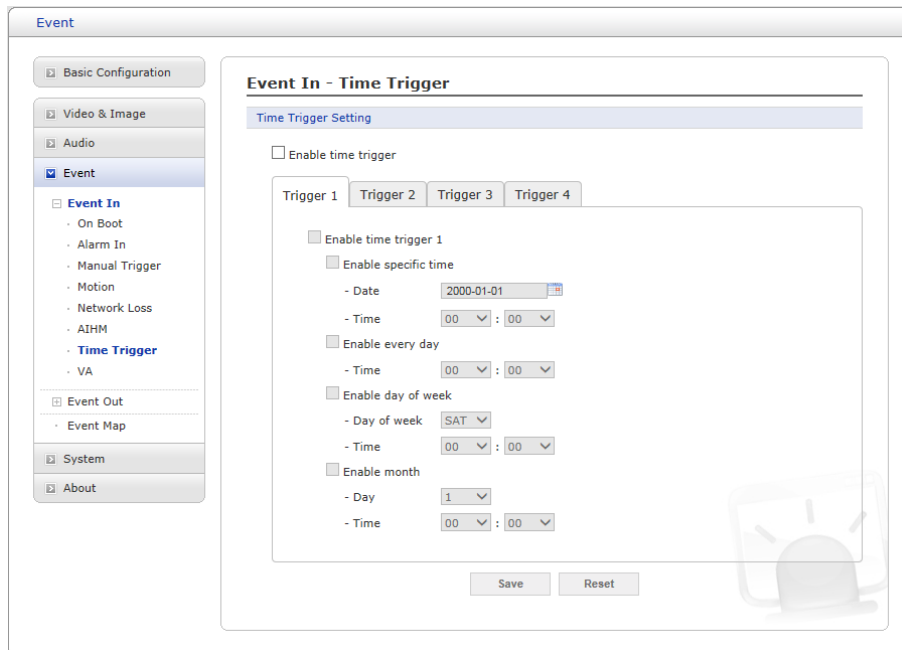 Event
Basic Configuration
Video & Image
Audio
Event
Event In
On Boot
Alarm In
Manual Trigger
Motion
Network Loss
AIHM
Time Trigger
VA
Event Out
Event Map
System
About
Event In - Time Trigger
Time Trigger Setting
Enable time trigger
Trigger 1 Trigger 2 Trigger 3 Trigger 4
Enable time trigger 1
Enable specific time
- Date 2000-01-01
- Time 00 : 00
Enable every day
- Time 00 : 00
Enable day of week
- Day of week SAT
- Time 00 : 00
Enable month
- Day 1
- Time 00 : 00
Save Reset